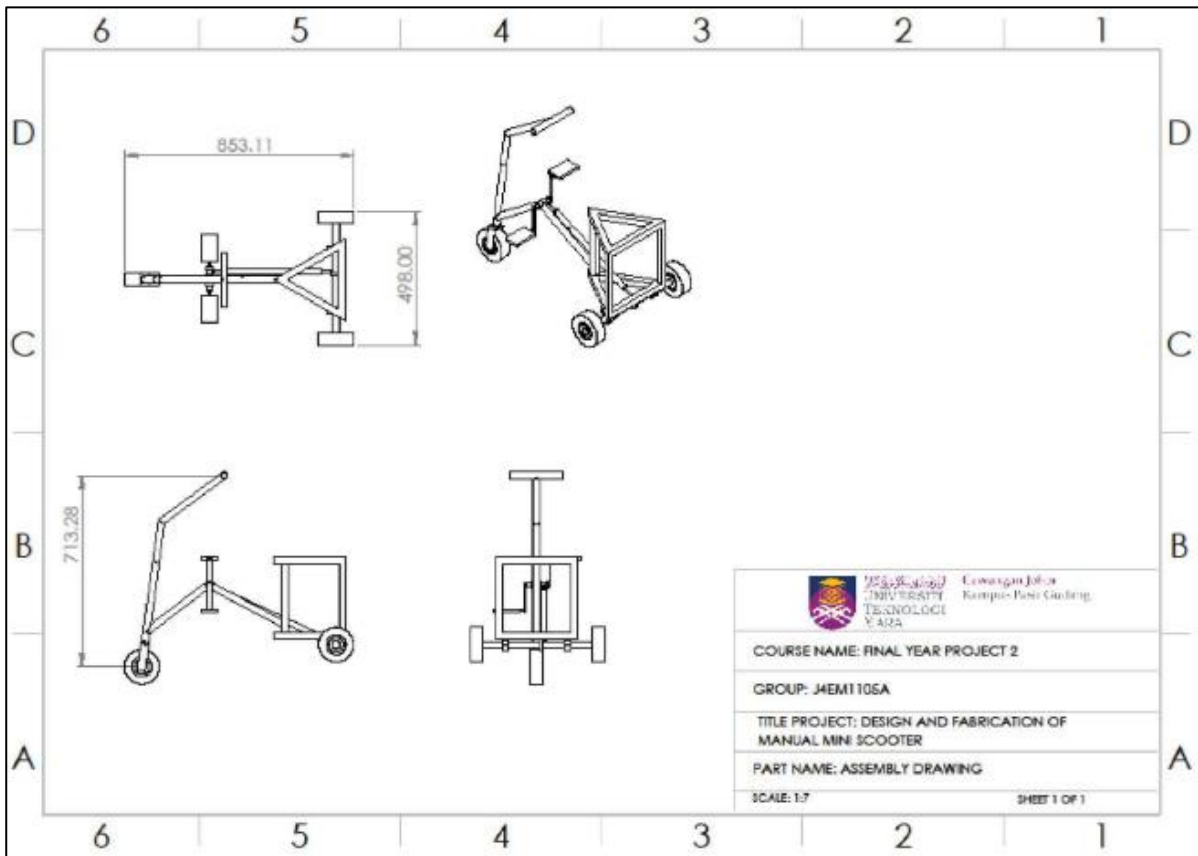 6 5 4 3 2 1
D D
853.11
498.00
C C
713.28
B B
UNIVERSITI
TEKNOLOGI
MARA
Cawangan Johor
Kampus Pasir Gudang
COURSE NAME: FINAL YEAR PROJECT 2
GROUP: J4EM1105A
TITLE PROJECT: DESIGN AND FABRICATION OF
MANUAL MINI SCOOTER
PART NAME: ASSEMBLY DRAWING
A A
SCALE: 1:7 SHEET 1 OF 1
6 5 4 3 2 1